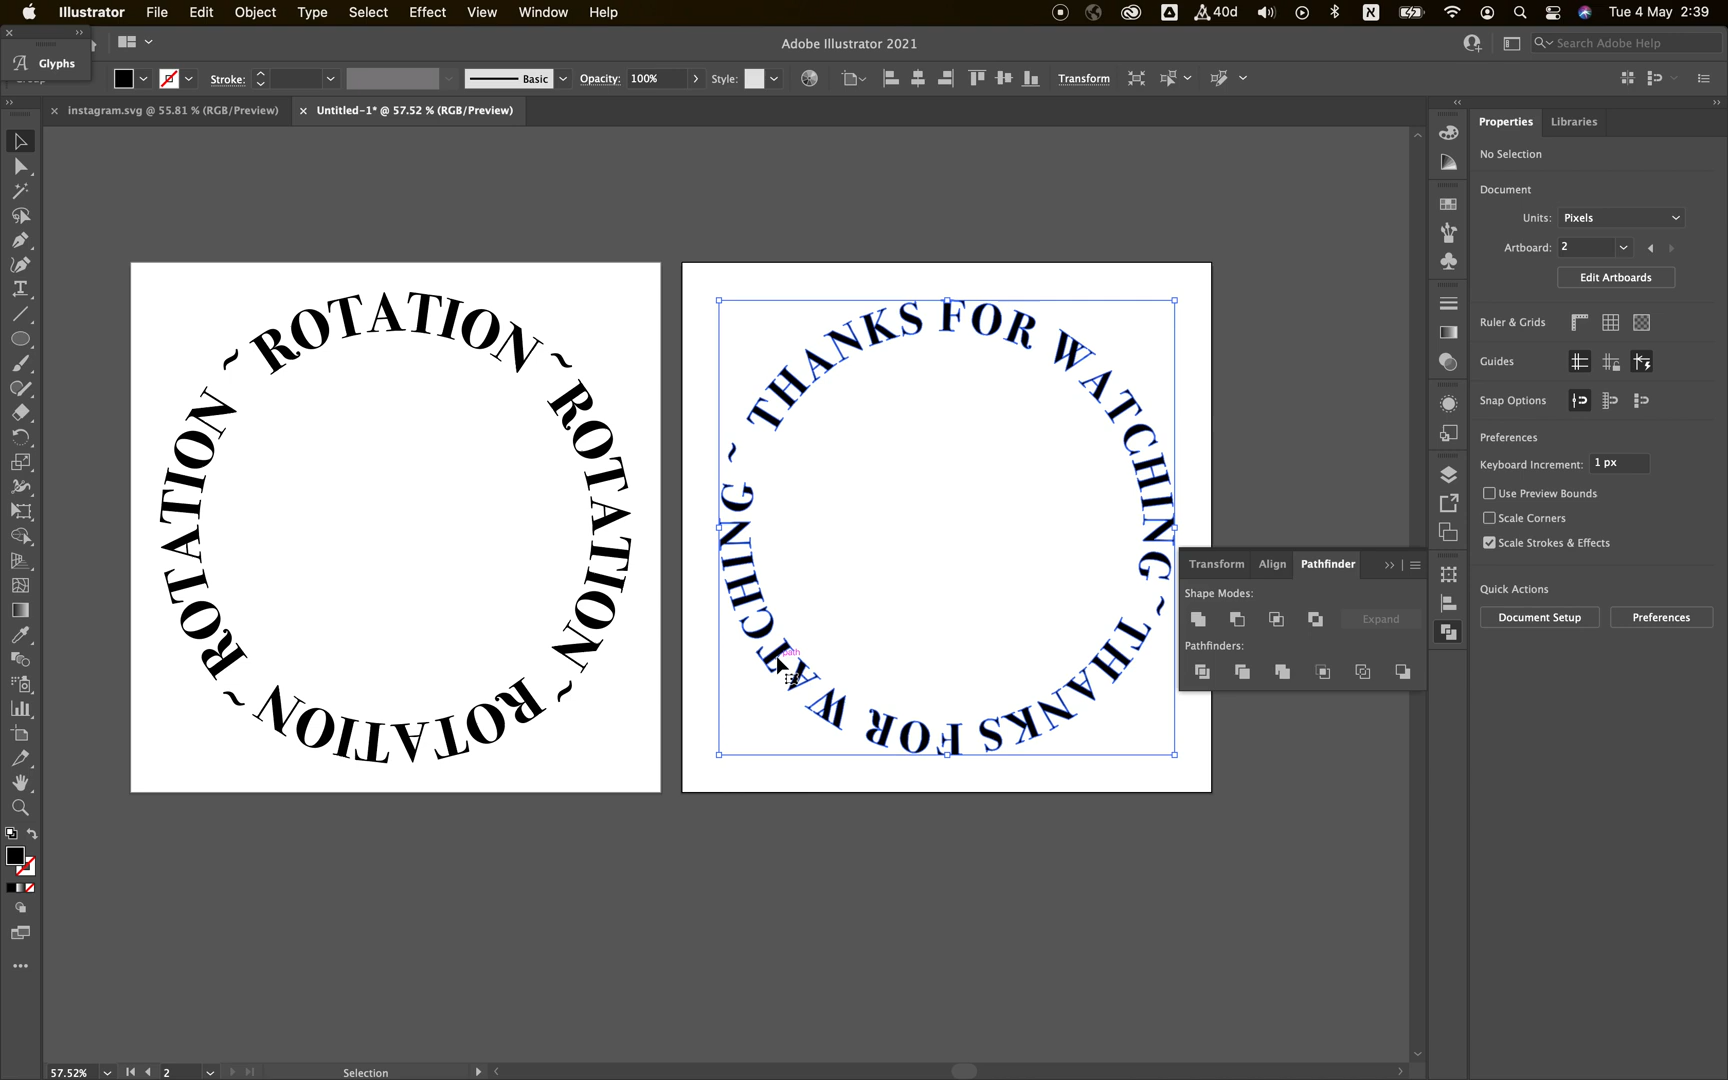 Illustrator File Edit Object Type Select Effect View Window Help
40d
Tue 4 May 2:39
Adobe Illustrator 2021
Search Adobe Help
Glyphs
Stroke:
Basic
Opacity: 100%
Style:
Transform
× instagram.svg @ 55.81 % (RGB/Preview)
× Untitled-1* @ 57.52 % (RGB/Preview)
ROTATION ~ ROTATION ~ ROTATION ~ ROTATION ~
THANKS FOR WATCHING ~ THANKS FOR WATCHING ~
path
Transform Align Pathfinder
Shape Modes:
Expand
Pathfinders:
Properties Libraries
No Selection
Document
Units: Pixels
Artboard: 2
Edit Artboards
Ruler & Grids
Guides
Snap Options
Preferences
Keyboard Increment: 1 px
Use Preview Bounds
Scale Corners
Scale Strokes & Effects
Quick Actions
Document Setup Preferences
57.52% 2 Selection